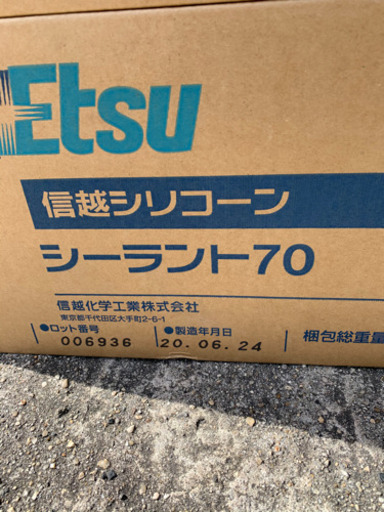 Etsu
信越シリコーン
シーラント70
信越化学工業株式会社
東京都千代田区大手町2-6-1
●ロット番号 ●製造年月日 梱包総重量
006936 20.06.24